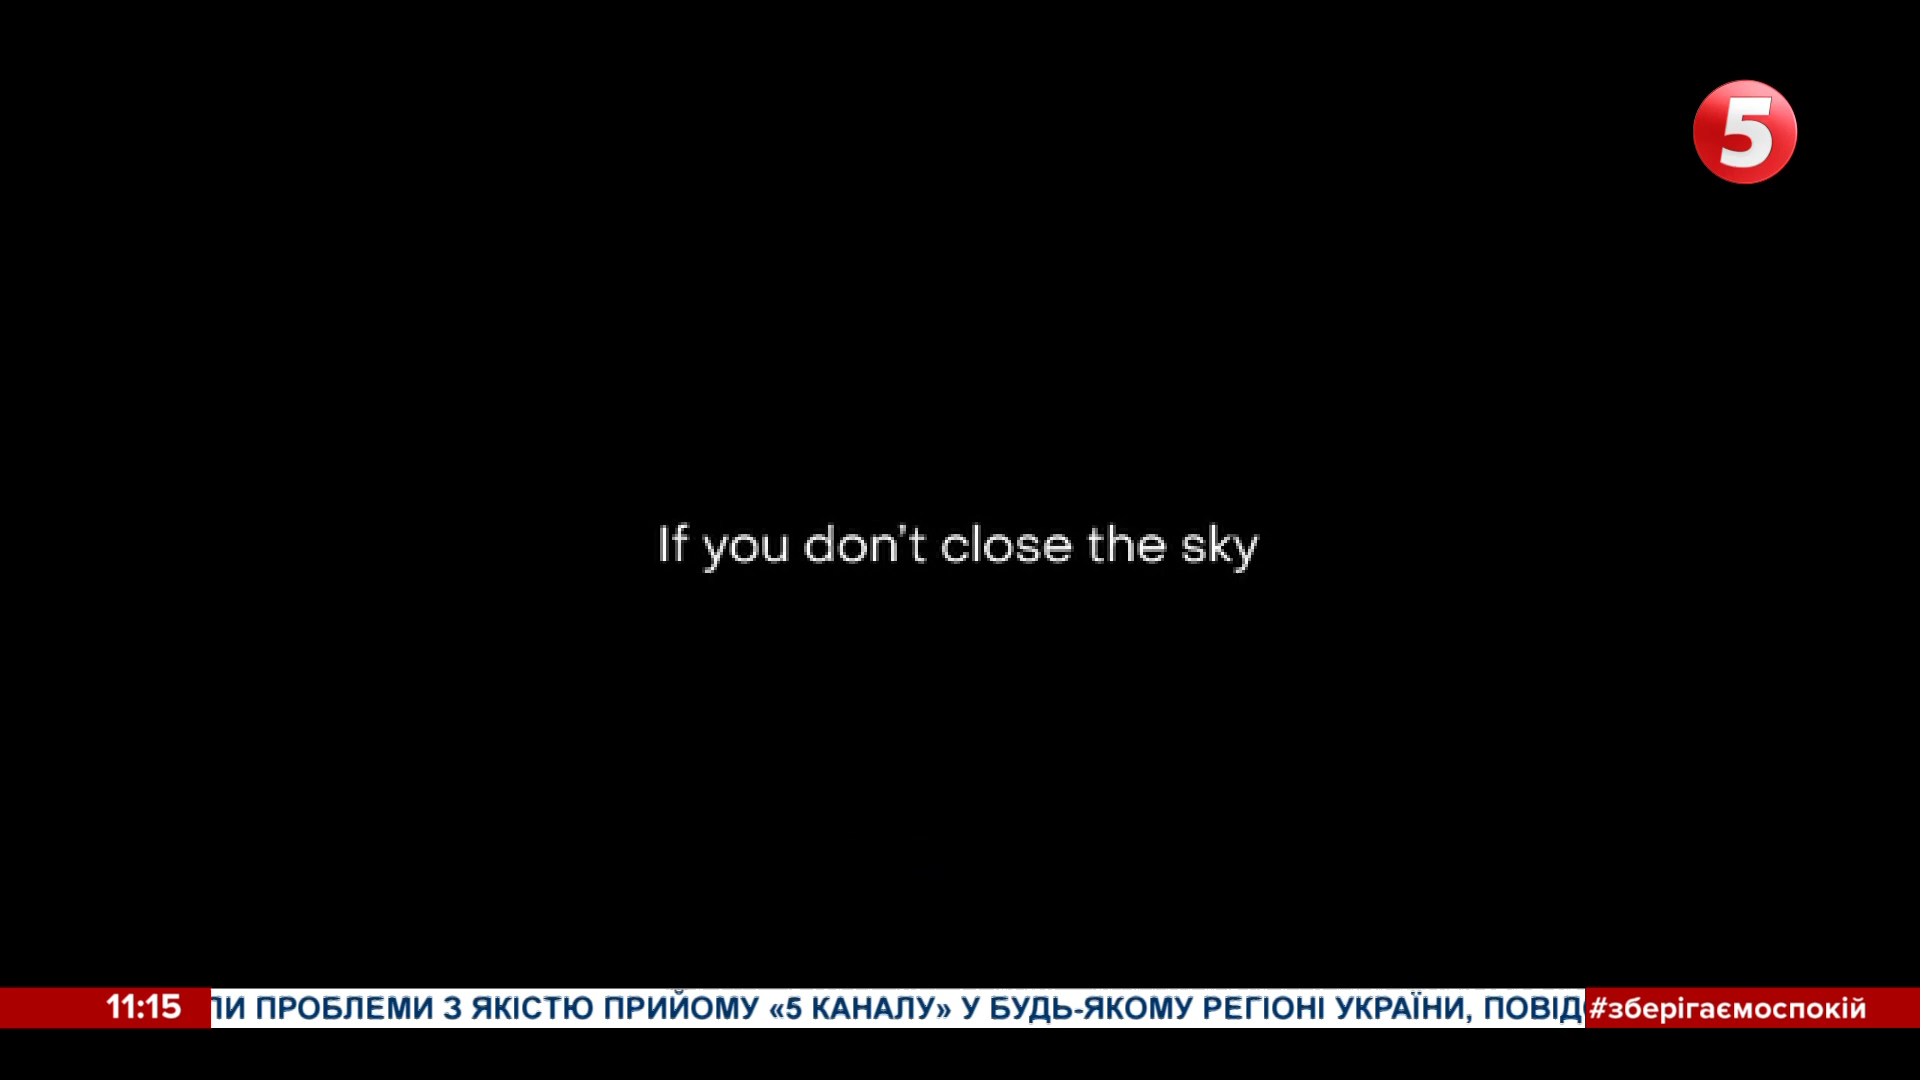 5
If you don't close the sky
11:15
ПРОБЛЕМИ З ЯКІСТЮ ПРИЙОМУ «5 КАНАЛУ» У БУДЬ-ЯКОМУ РЕГІОНІ УКРАЇНИ,
#зберігаємоспокій